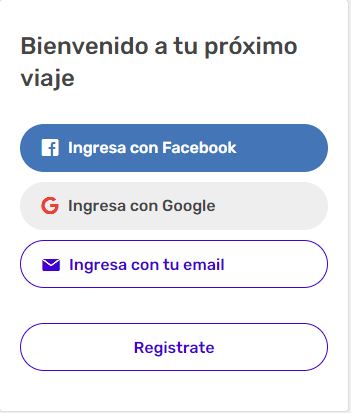 Bienvenido a tu próximo
viaje
Ingresa con Facebook
Ingresa con Google
Ingresa con tu email
Registrate